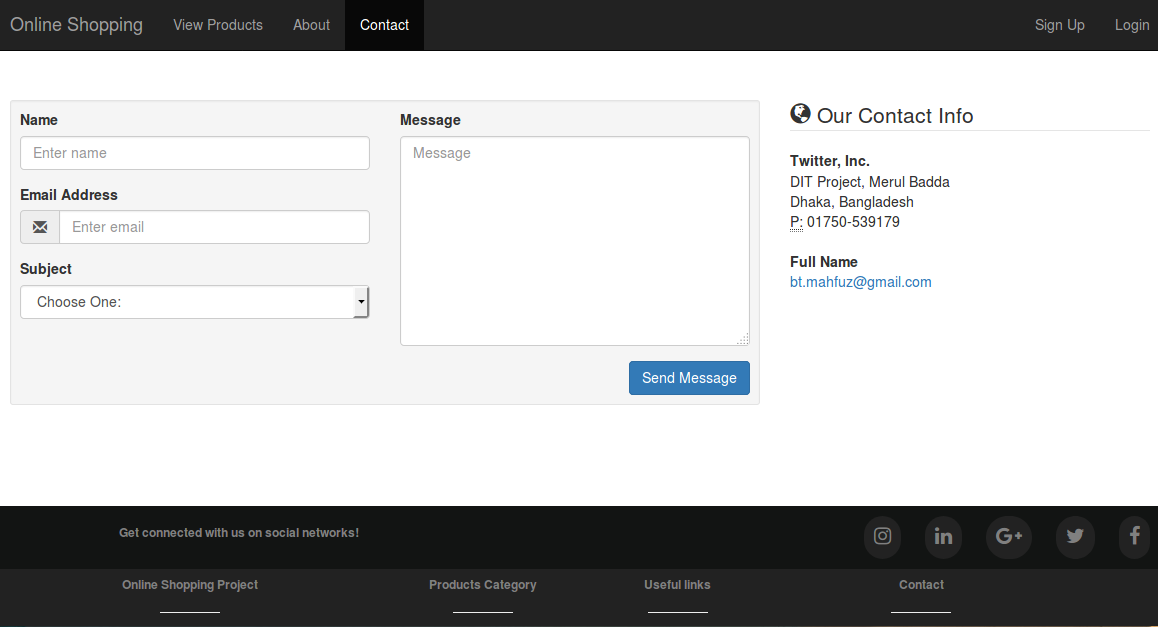 Online Shopping View Products About Contact Sign Up Login
Name
Enter name
Email Address
Enter email
Subject
Choose One:
Message
Message
Send Message
Our Contact Info
Twitter, Inc.
DIT Project, Merul Badda
Dhaka, Bangladesh
P: 01750-539179
Full Name
bt.mahfuz@gmail.com
Get connected with us on social networks!
Online Shopping Project Products Category Useful links Contact